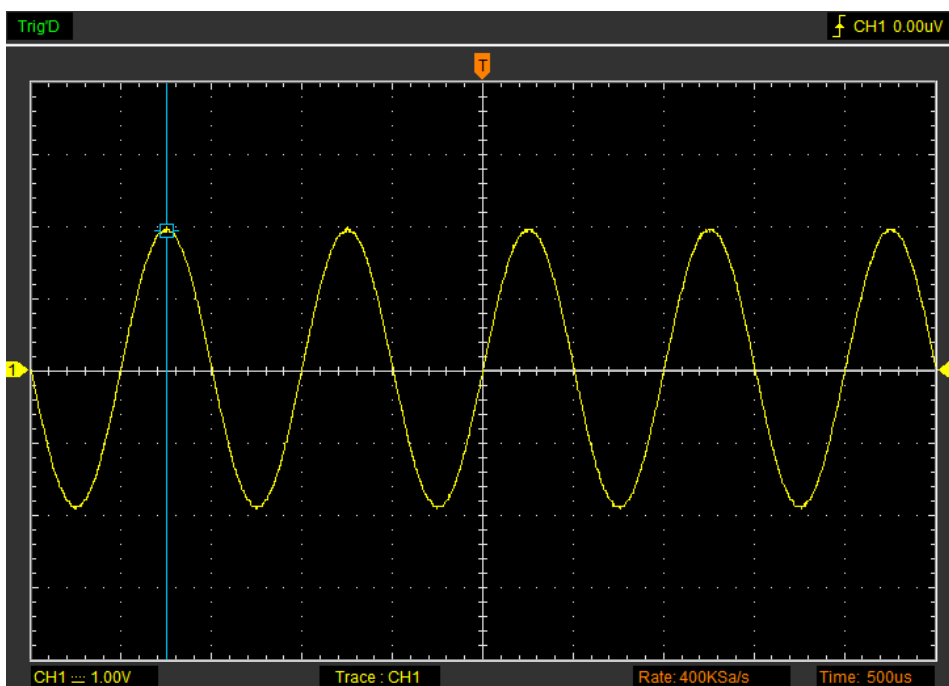 Trig'D
CH1 0.00uV
T
1
CH1 1.00V
Trace : CH1
Rate:400KSa/s
Time: 500us